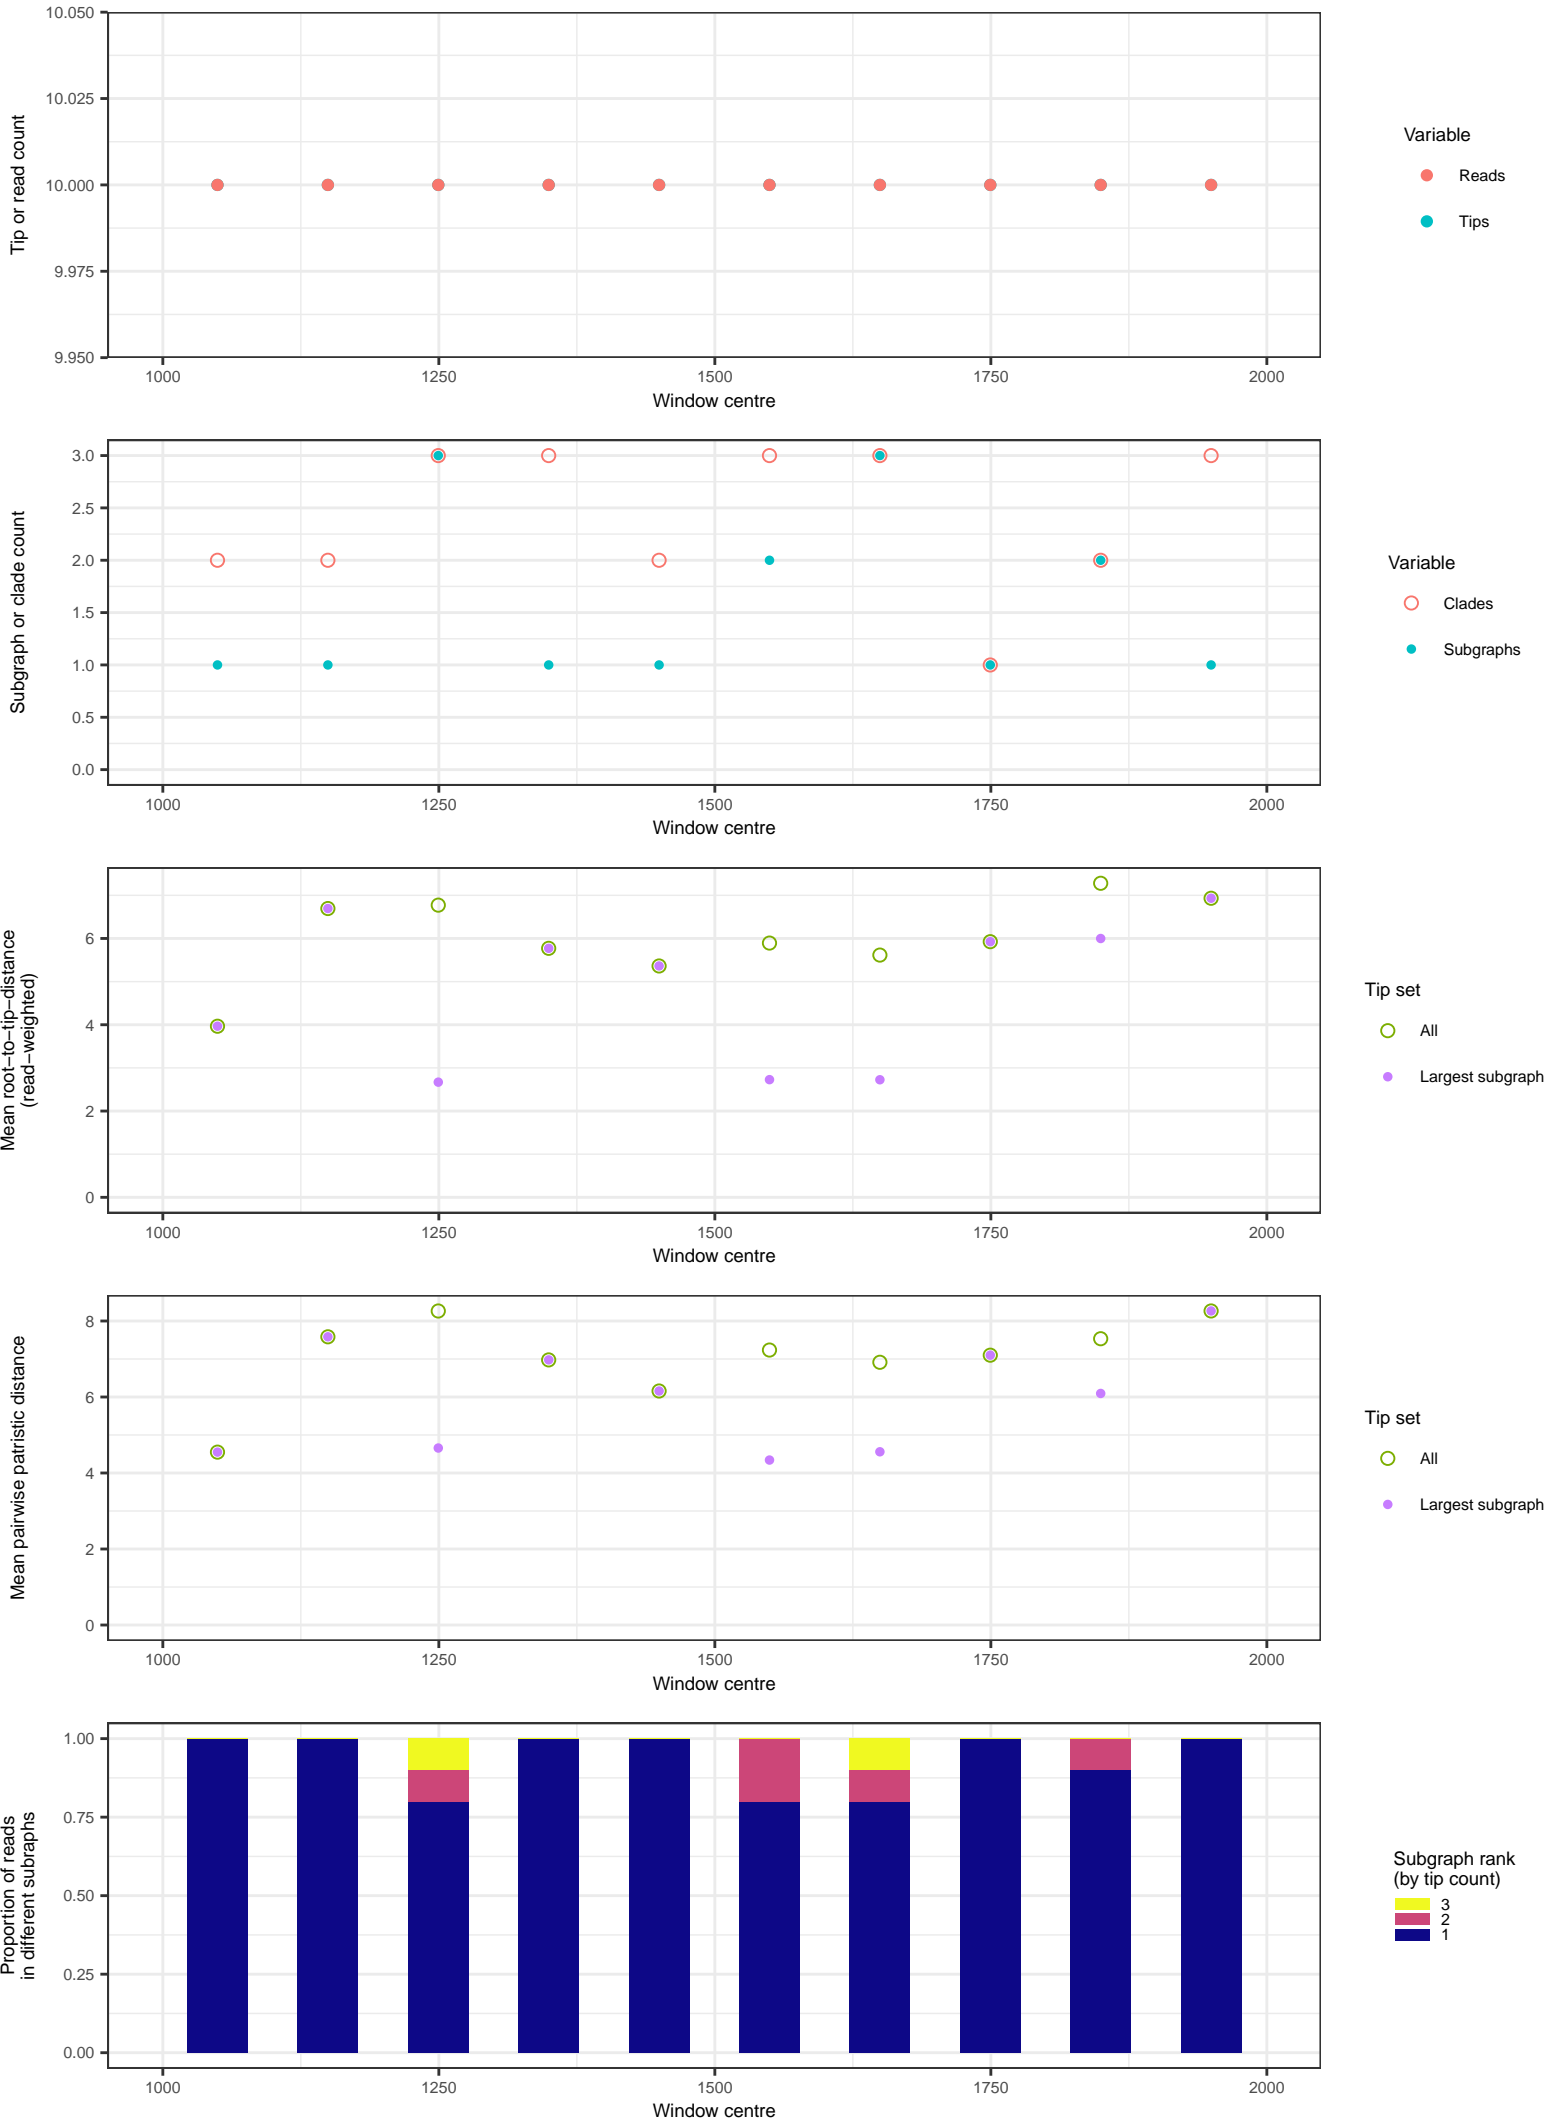 10.050
10.025
10.000
9.975
9.950
Tip or read count
1000 1250 1500 1750 2000
Window centre
Variable
Reads
Tips
3.0
2.5
2.0
1.5
1.0
0.5
0.0
Subgraph or clade count
1000 1250 1500 1750 2000
Window centre
Variable
Clades
Subgraphs
6
4
2
0
Mean root−to−tip−distance
(read−weighted)
1000 1250 1500 1750 2000
Window centre
Tip set
All
Largest subgraph
8
6
4
2
0
Mean pairwise patristic distance
1000 1250 1500 1750 2000
Window centre
Tip set
All
Largest subgraph
1.00
0.75
0.50
0.25
0.00
Proportion of reads
in different subraphs
1000 1250 1500 1750 2000
Window centre
Subgraph rank
(by tip count)
3
2
1